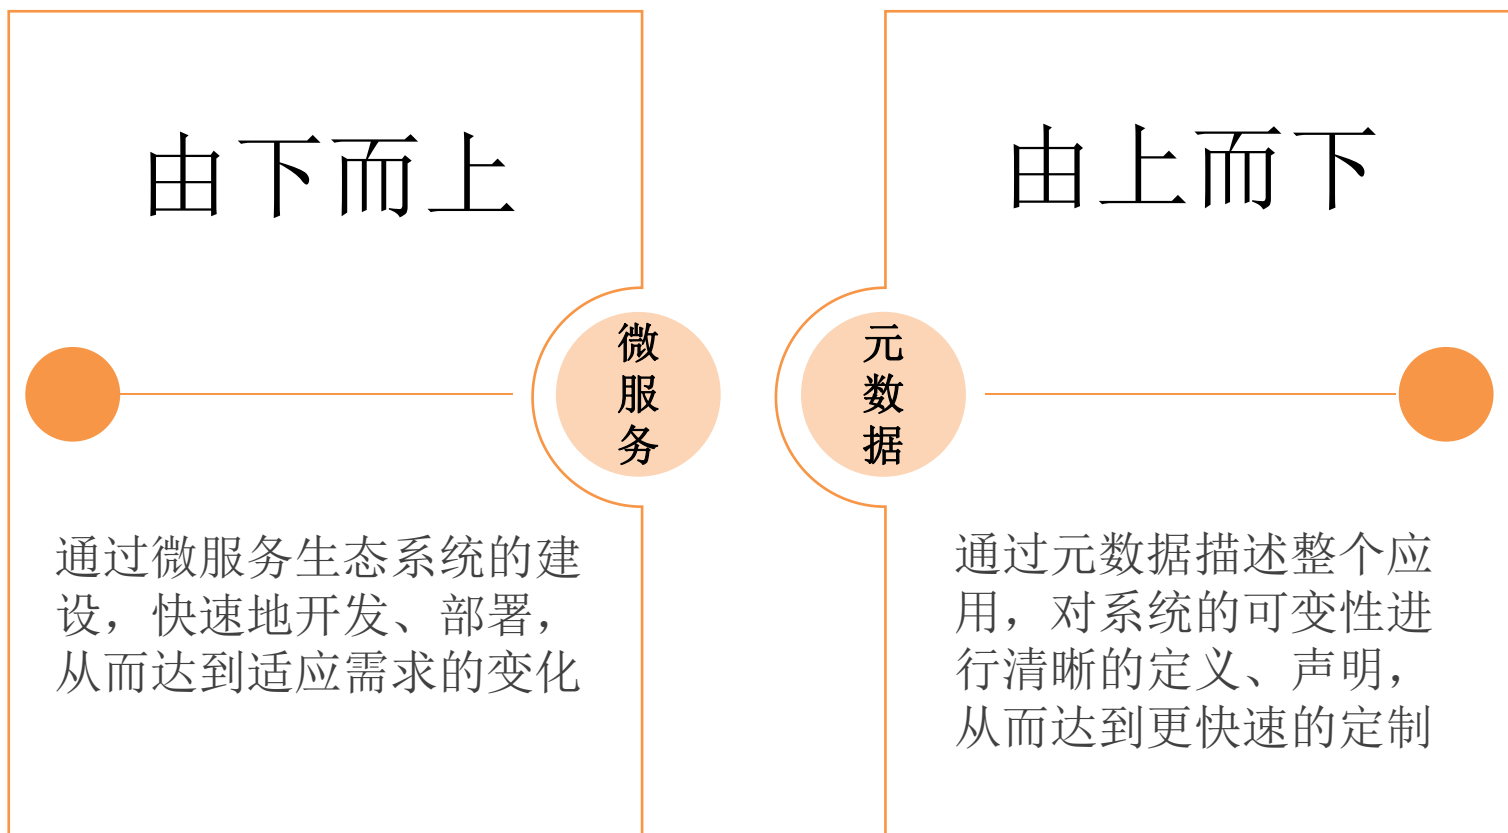 由下而上
微
服
务
通过微服务生态系统的建
设，快速地开发、部署，
从而达到适应需求的变化
由上而下
元
数
据
通过元数据描述整个应
用，对系统的可变性进
行清晰的定义、声明，
从而达到更快速的定制